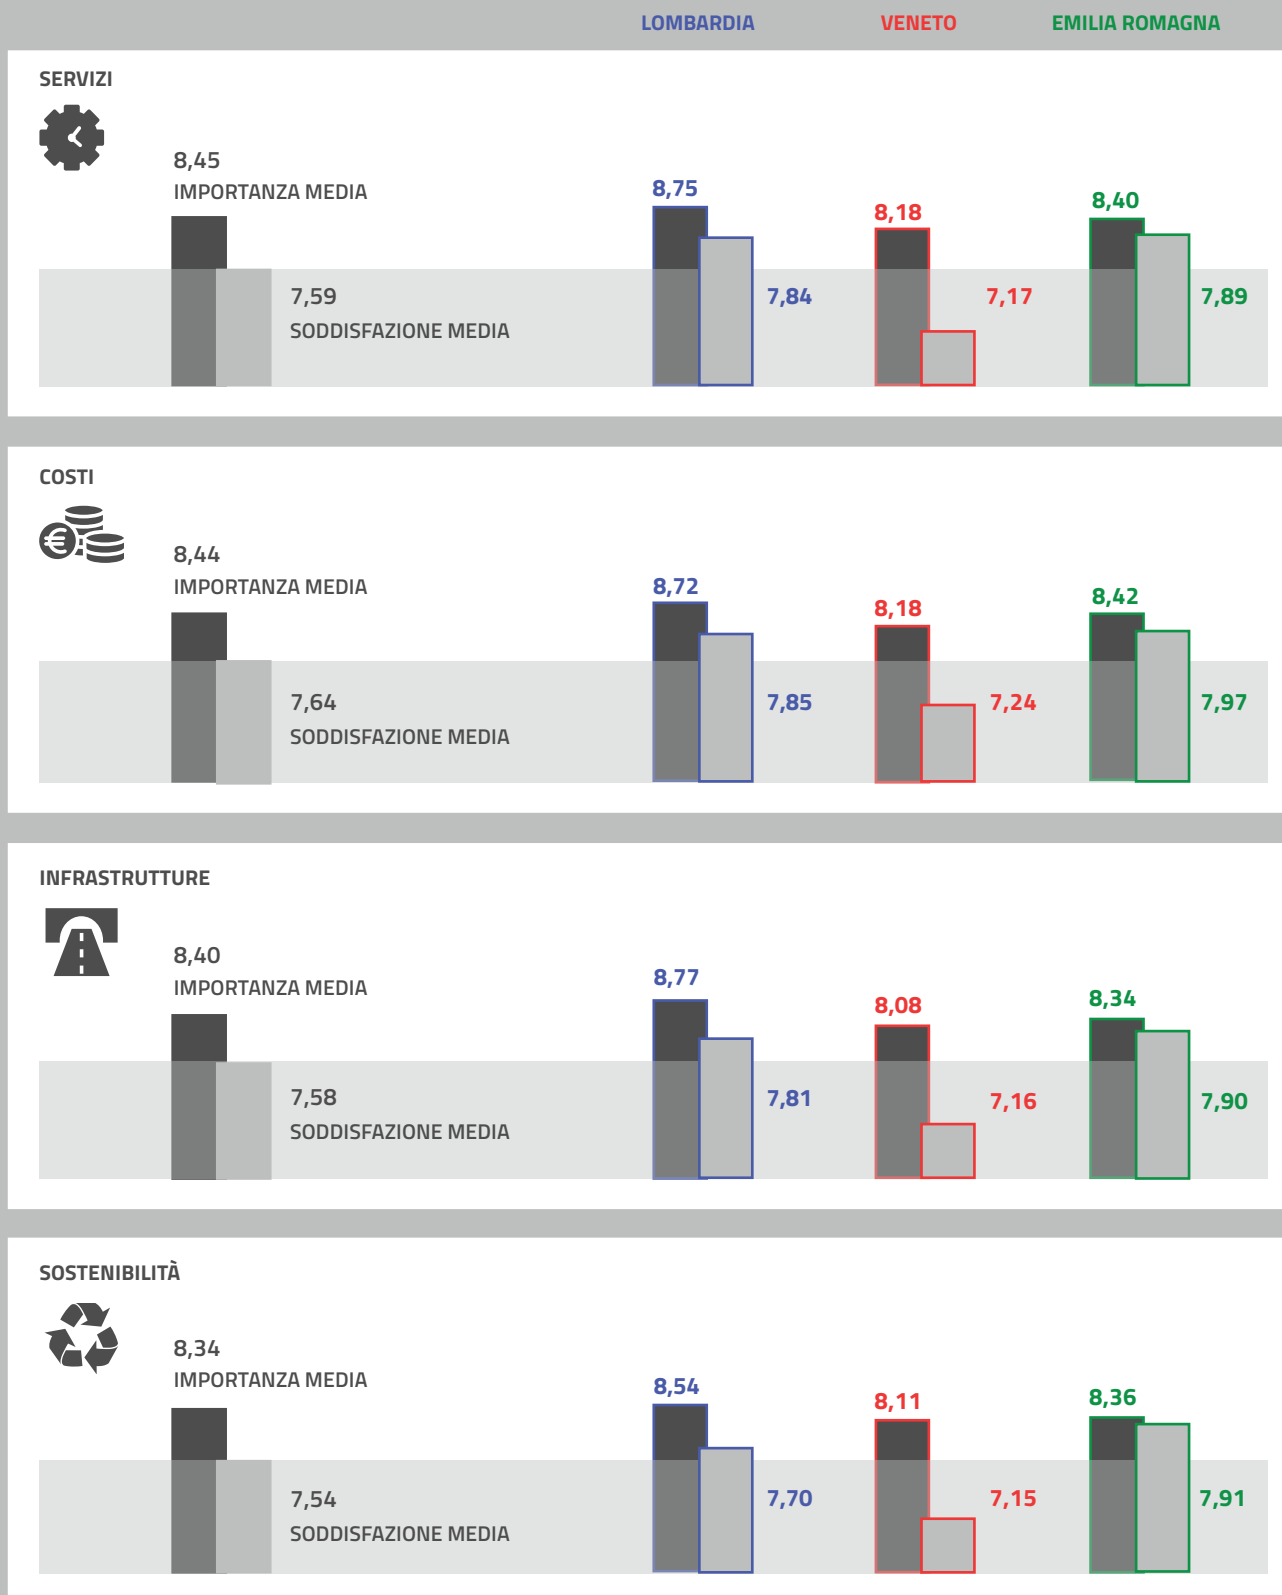 LOMBARDIA VENETO EMILIA ROMAGNA
SERVIZI
8,45
IMPORTANZA MEDIA
8,75 8,18 8,40
7,59 7,84 7,17 7,89
SODDISFAZIONE MEDIA
COSTI
8,44
IMPORTANZA MEDIA
8,72 8,18 8,42
7,64 7,85 7,24 7,97
SODDISFAZIONE MEDIA
INFRASTRUTTURE
8,40
IMPORTANZA MEDIA
8,77 8,08 8,34
7,58 7,81 7,16 7,90
SODDISFAZIONE MEDIA
SOSTENIBILITÀ
8,34
IMPORTANZA MEDIA
8,54 8,11 8,36
7,54 7,70 7,15 7,91
SODDISFAZIONE MEDIA